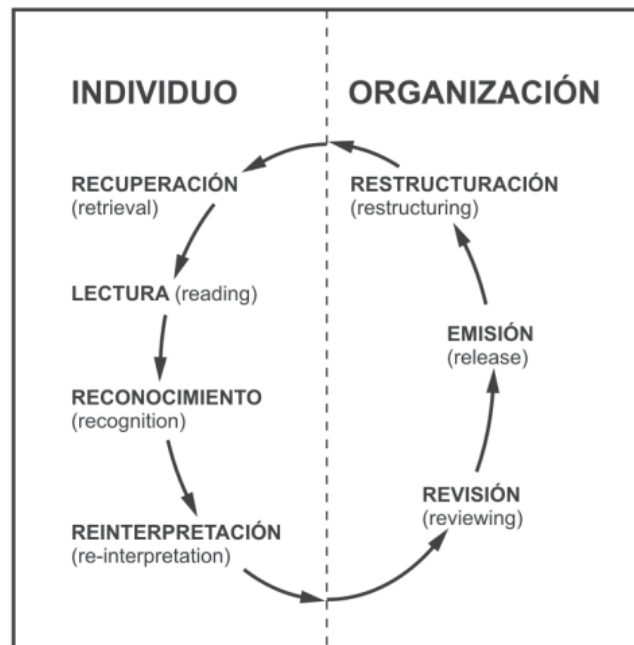 INDIVIDUO
RECUPERACIÓN
(retrieval)
LECTURA (reading)
RECONOCIMIENTO
(recognition)
REINTERPRETACIÓN
(re-interpretation)
ORGANIZACIÓN
RESTRUCTURACIÓN
(restructuring)
EMISIÓN
(release)
REVISIÓN
(reviewing)